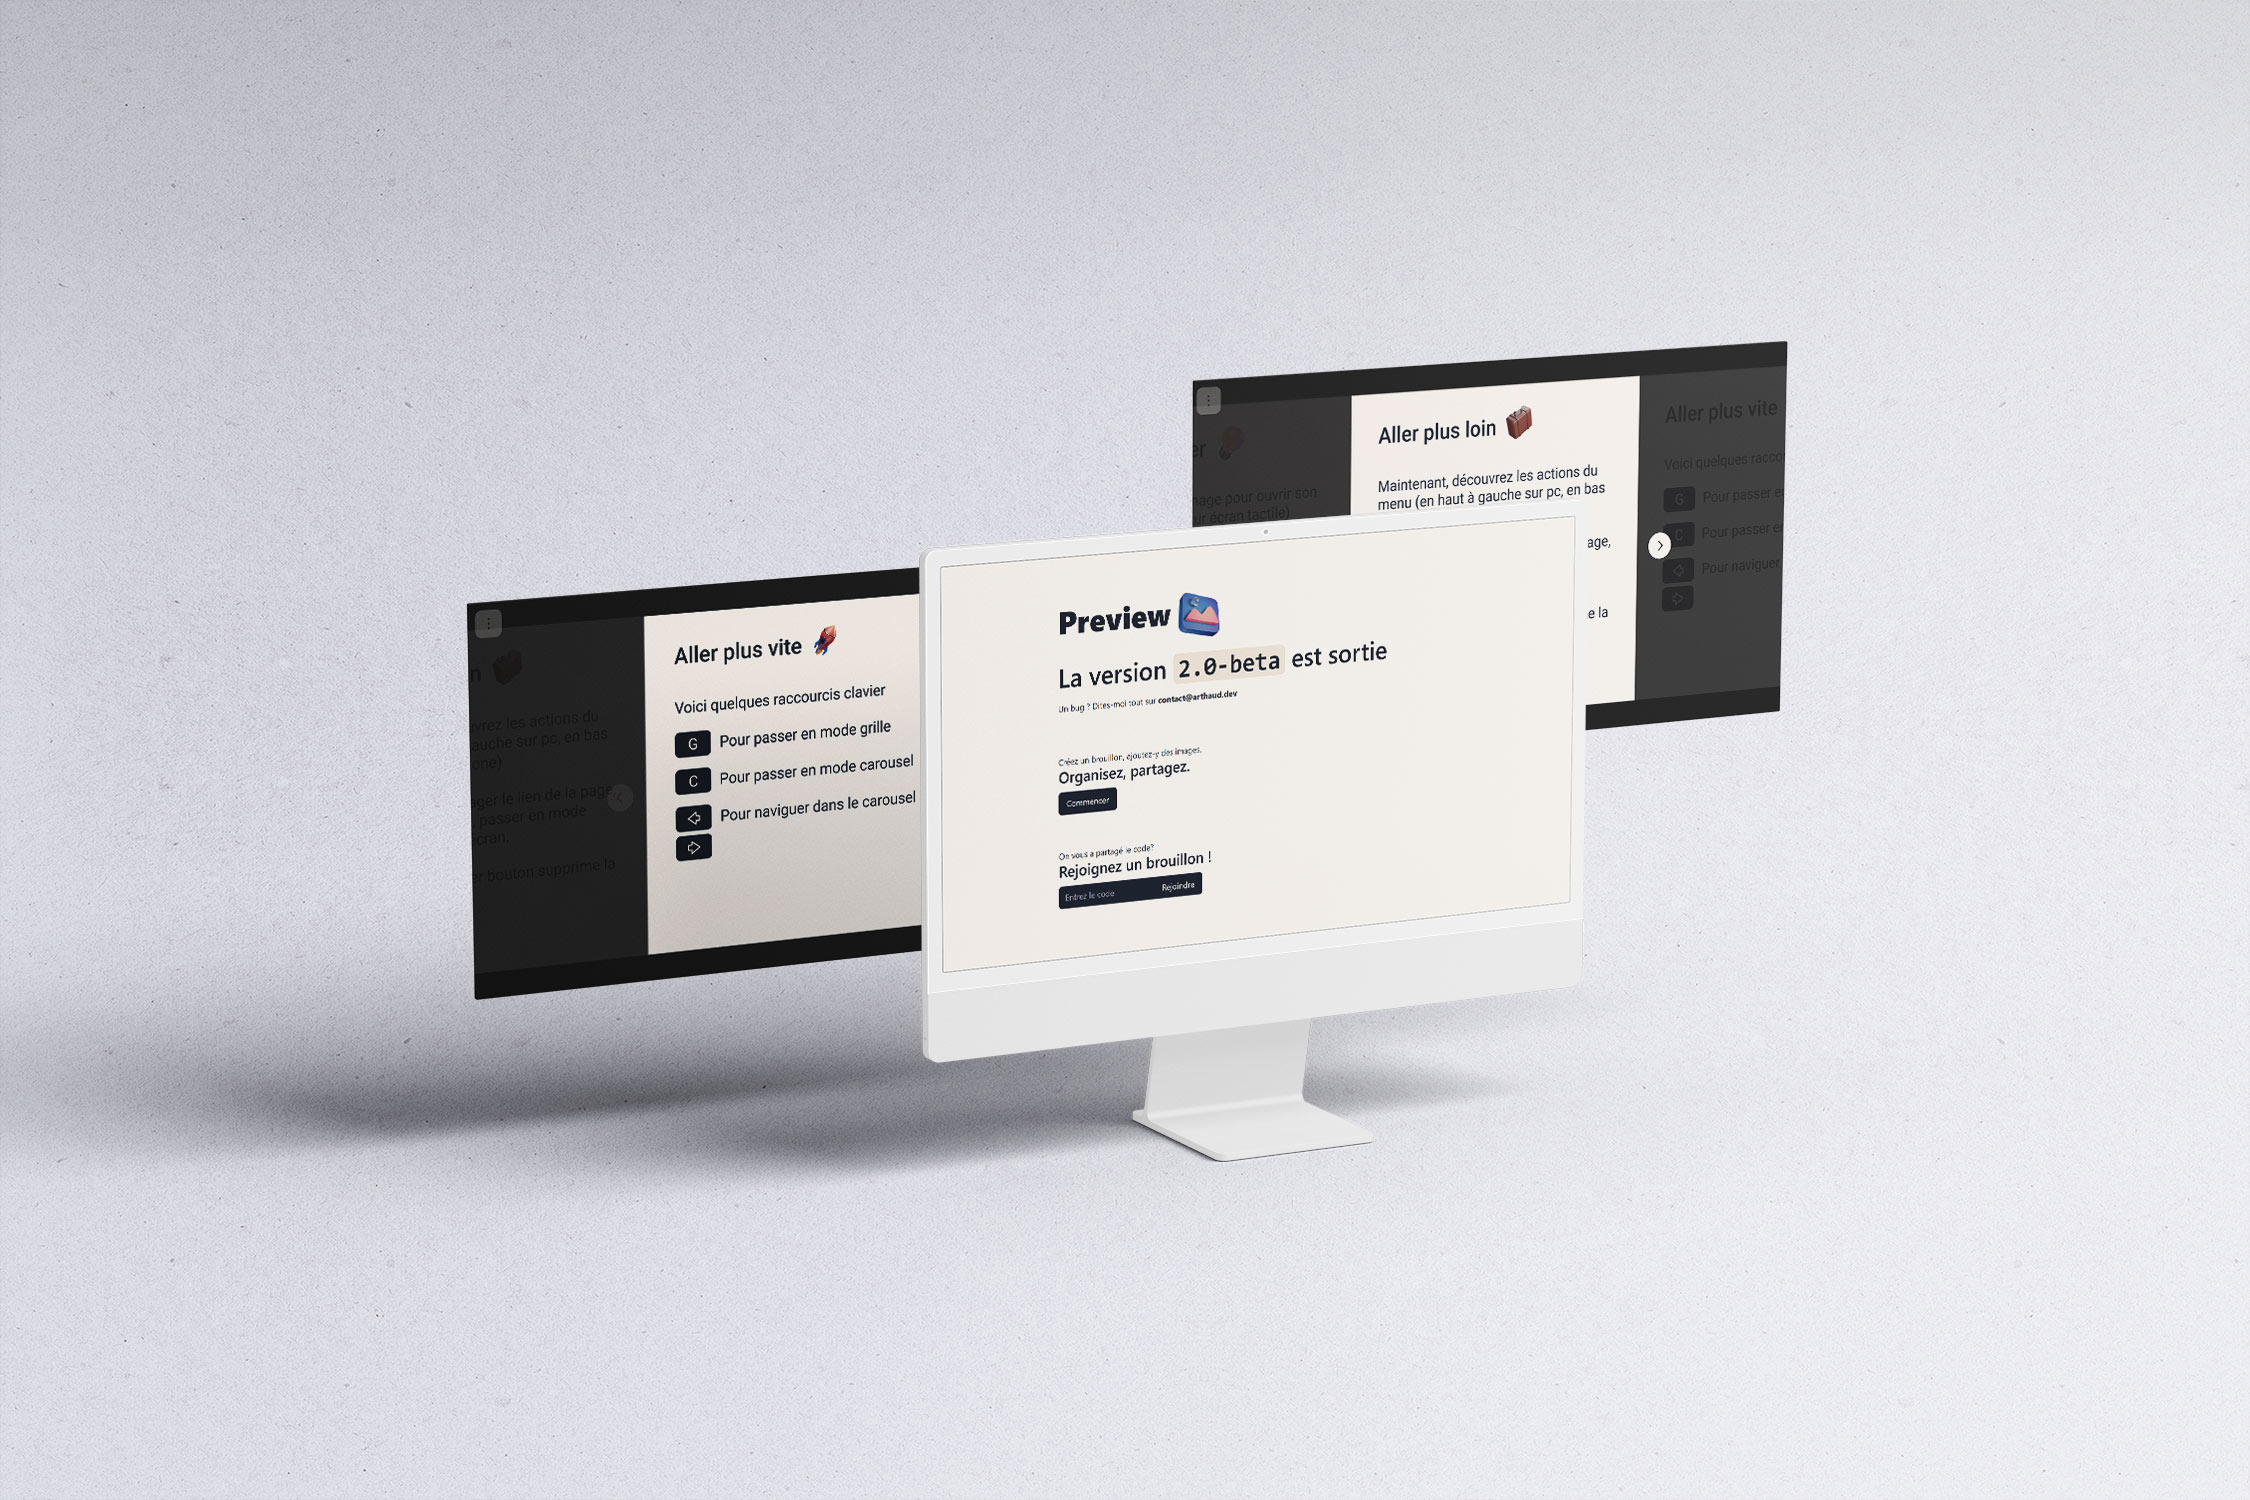 Aller plus loin
Maintenant, découvrez les actions du
menu (en haut à gauche sur pc, en bas
age,
e la
er
mage pour ouvrir son
ur écran tactile)
Aller plus vite
Voici quelques racco
G Pour passer e
C Pour passer e
Pour naviguer
Aller plus vite
Voici quelques raccourcis clavier
G Pour passer en mode grille
C Pour passer en mode carousel
Pour naviguer dans le carousel
n
vrez les actions du
auche sur pc, en bas
one)
ager le lien de la page
passer en mode
cran.
er bouton supprime la
Preview
La version 2.0-beta est sortie
Un bug ? Dites-moi tout sur contact@arthaud.dev
Créez un brouillon, ajoutez-y des images.
Organisez, partagez.
Commencer
On vous a partagé le code?
Rejoignez un brouillon !
Entrez le code Rejoindre